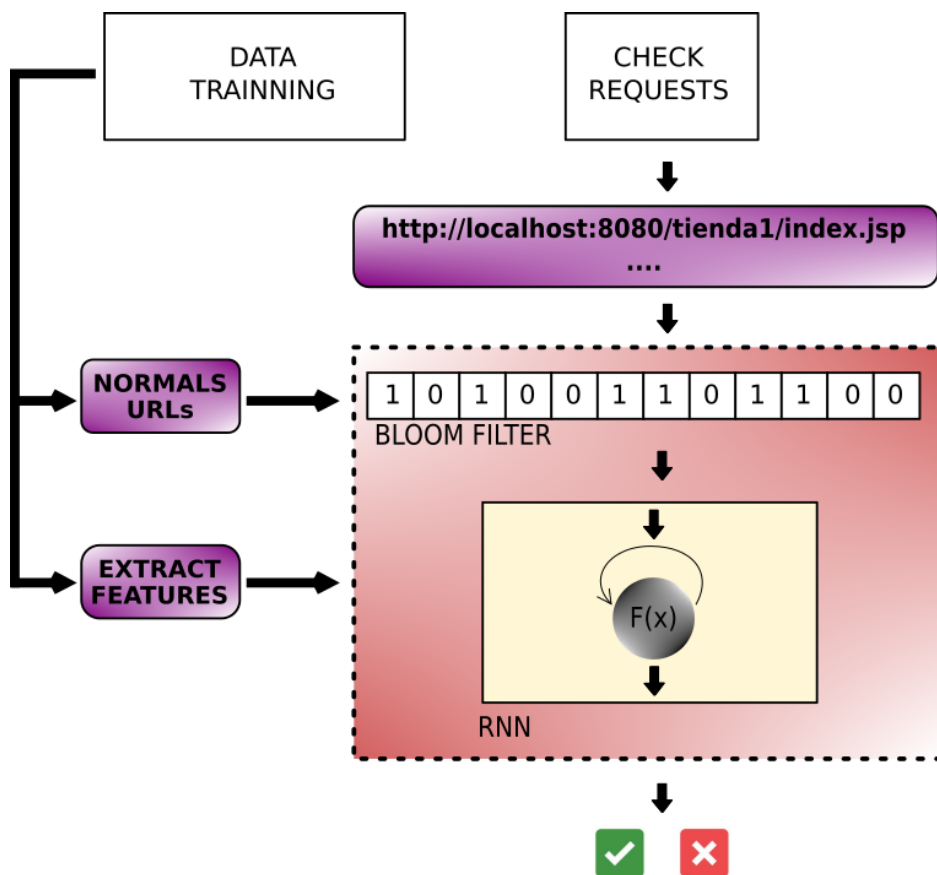 DATA
TRAINNING
CHECK
REQUESTS
http://localhost:8080/tienda1/index.jsp
....
NORMALS
URLs
1 0 1 0 0 1 1 0 1 1 0 0
BLOOM FILTER
EXTRACT
FEATURES
F(x)
RNN